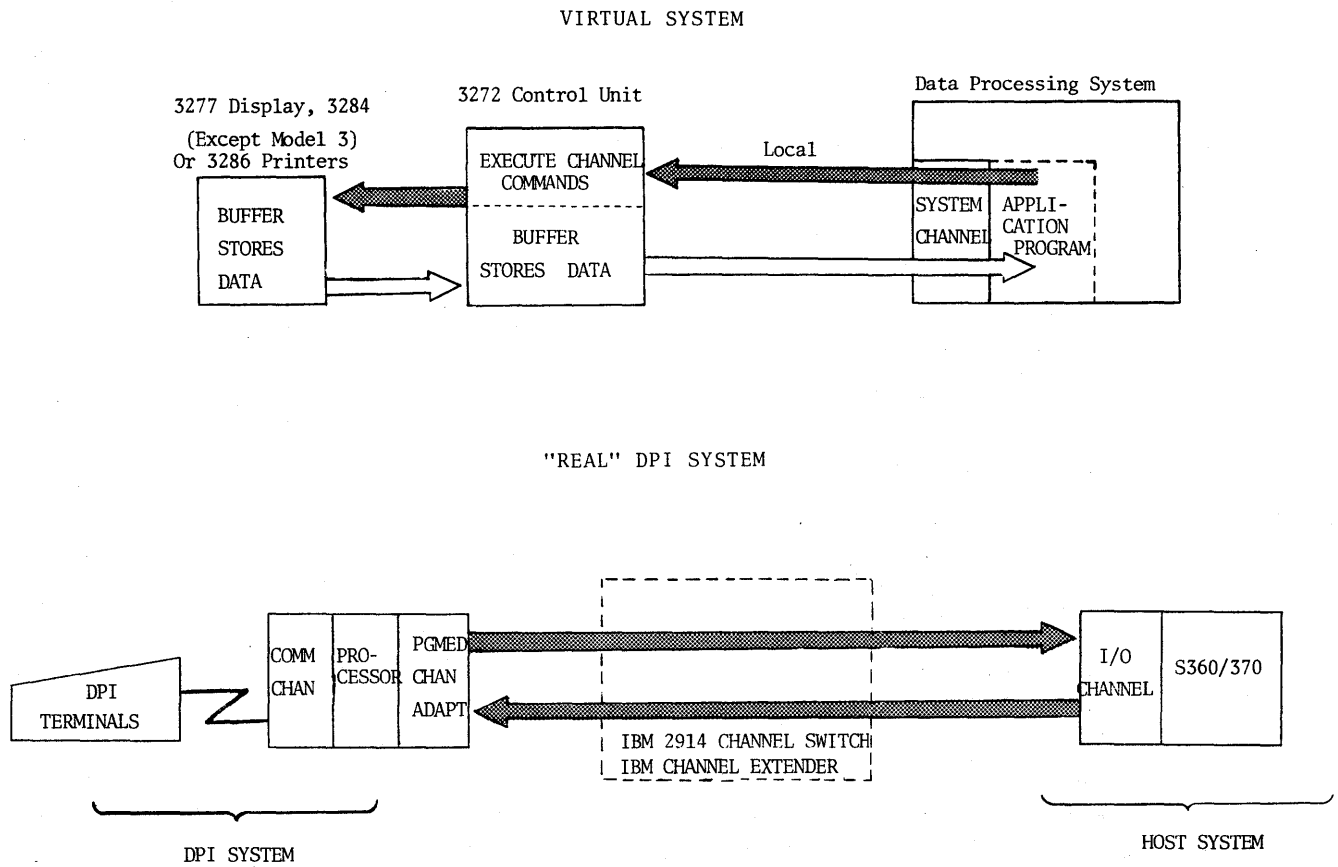 VIRTUAL SYSTEM
3277 Display, 3284
(Except Model 3)
Or 3286 Printers
3272 Control Unit
Data Processing System
BUFFER
STORES
DATA
EXECUTE CHANNEL
COMMANDS
BUFFER
STORES DATA
Local
SYSTEM
CHANNEL
APPLI-
CATION
PROGRAM
"REAL" DPI SYSTEM
DPI
TERMINALS
COMM
CHAN
PRO-
CESSOR
PGMED
CHAN
ADAPT
IBM 2914 CHANNEL SWITCH
IBM CHANNEL EXTENDER
I/O
CHANNEL
S360/370
DPI SYSTEM
HOST SYSTEM